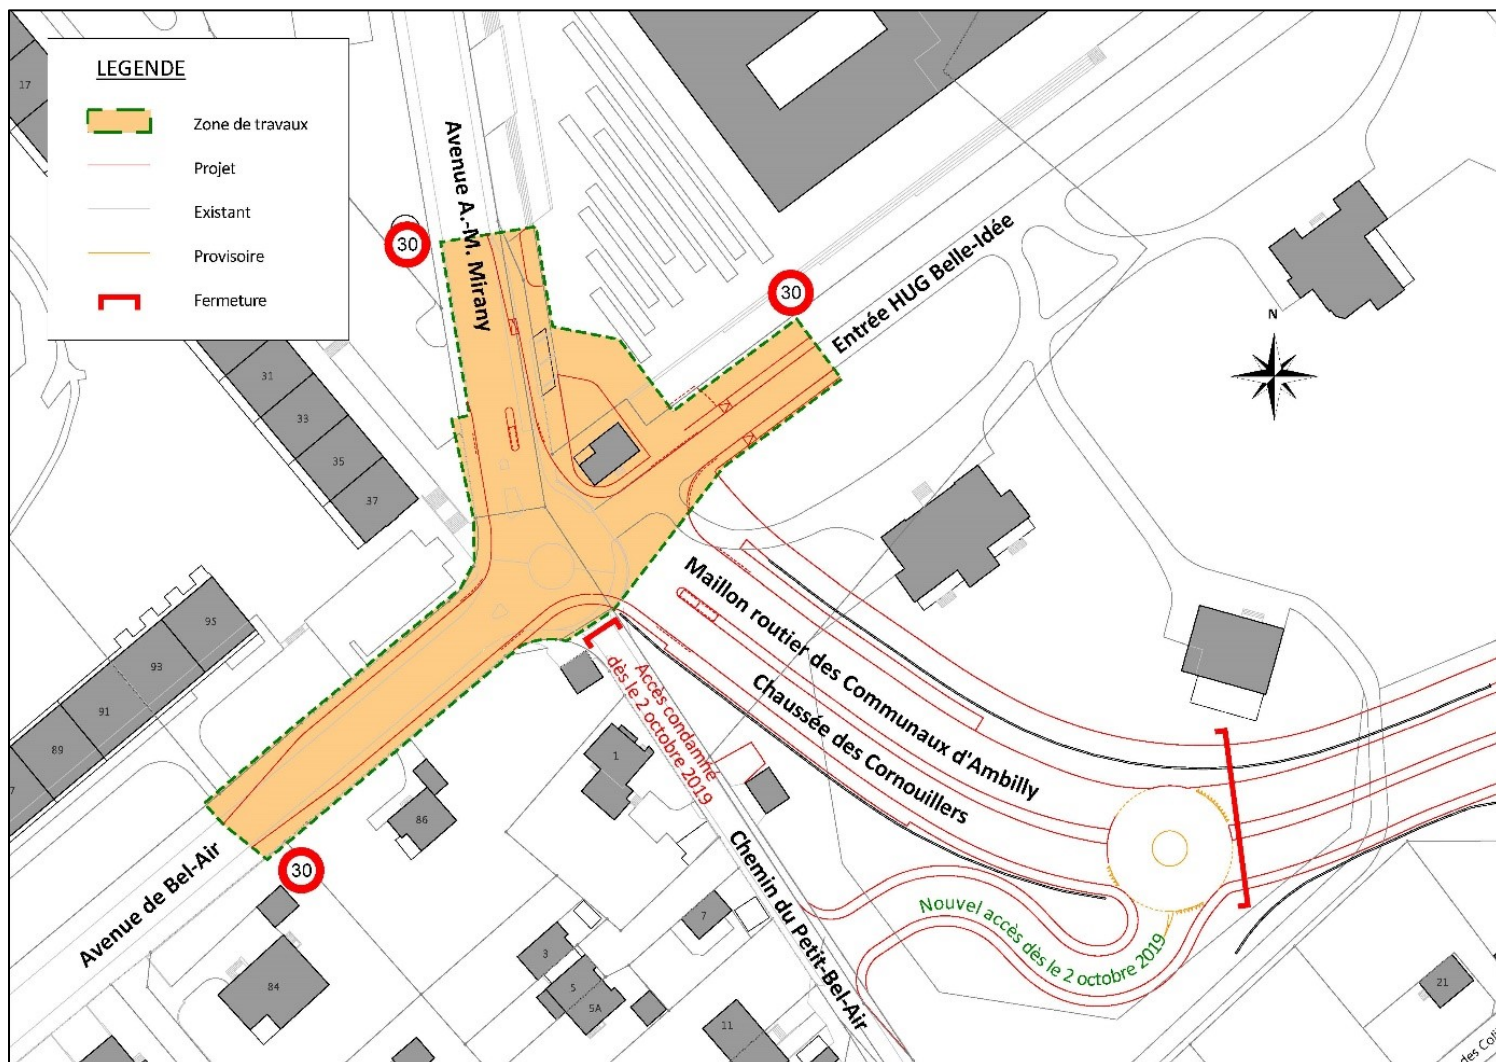 LEGENDE
Zone de travaux
Projet
Existant
Provisoire
Fermeture
17
31
33
35
37
95
93
91
89
7
Avenue A.-M. Mirany
30
30
Entrée HUG Belle-Idée
N
Maillon routier des Communaux d'Ambilly
Chaussée des Cornouillers
Accès condamné
dès le 2 octobre 2019
Chemin du Petit-Bel-Air
Nouvel accès dès le 2 octobre 2019
Avenue de Bel-Air
30
86
84
1
7
3
5
5A
11
21
des Coli